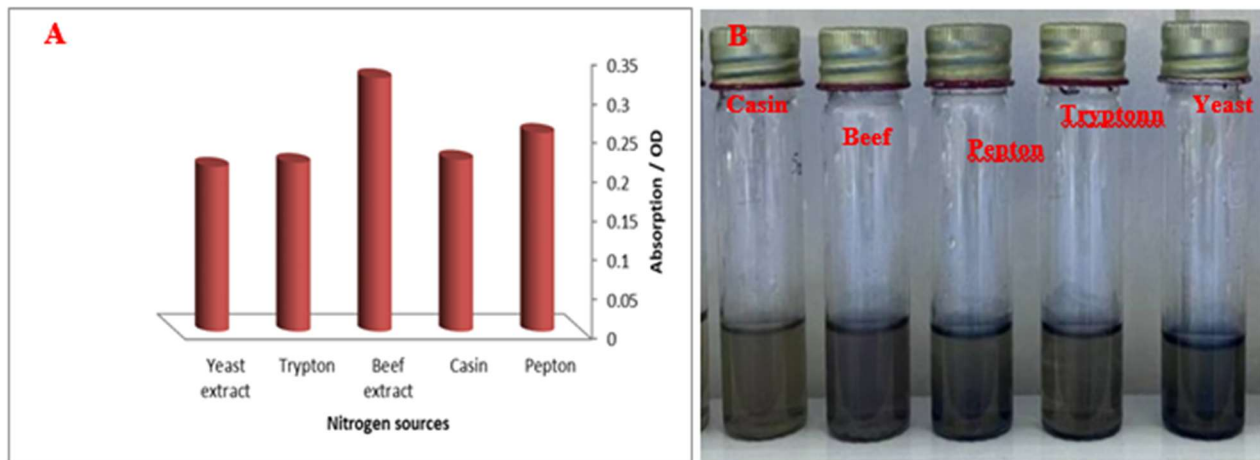 A
0.35
0.3
0.25
0.2
0.15
0.1
0.05
0
Absorption / OD
Yeast extract
Trypton
Beef extract
Casin
Pepton
Nitrogen sources
B
Casin
Beef
Pepton
Tryptonn
Yeast